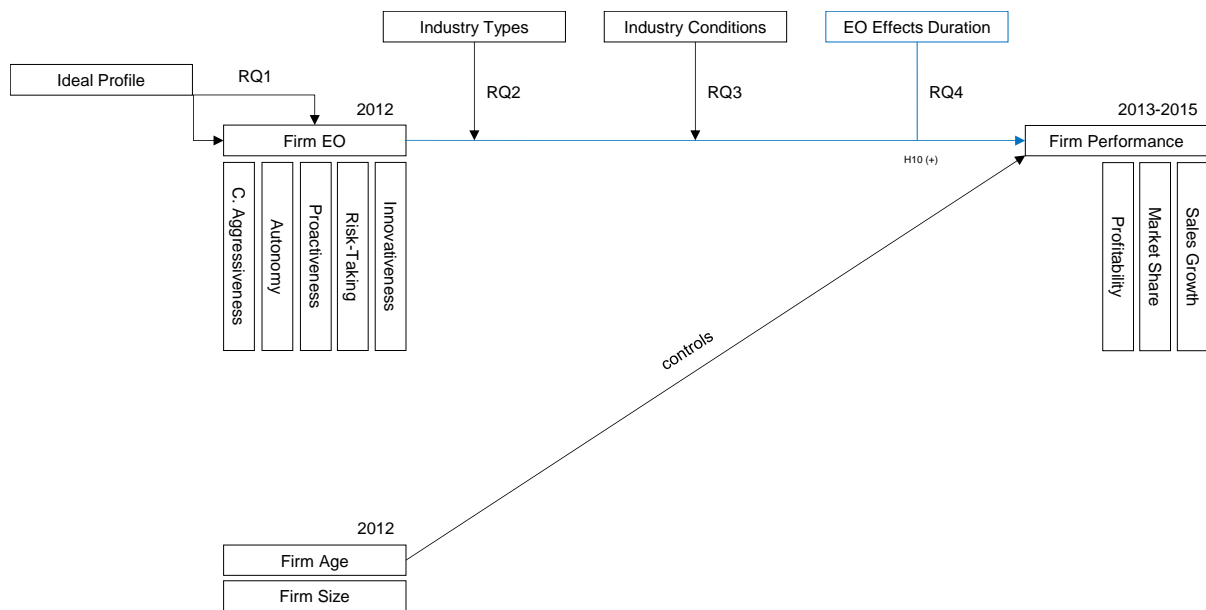 Industry Types
Industry Conditions
EO Effects Duration
Ideal Profile
RQ1
RQ2
RQ3
RQ4
2012
2013-2015
Firm EO
Firm Performance
H10 (+)
C. Aggressiveness
Autonomy
Proactiveness
Risk-Taking
Innovativeness
Profitability
Market Share
Sales Growth
controls
2012
Firm Age
Firm Size